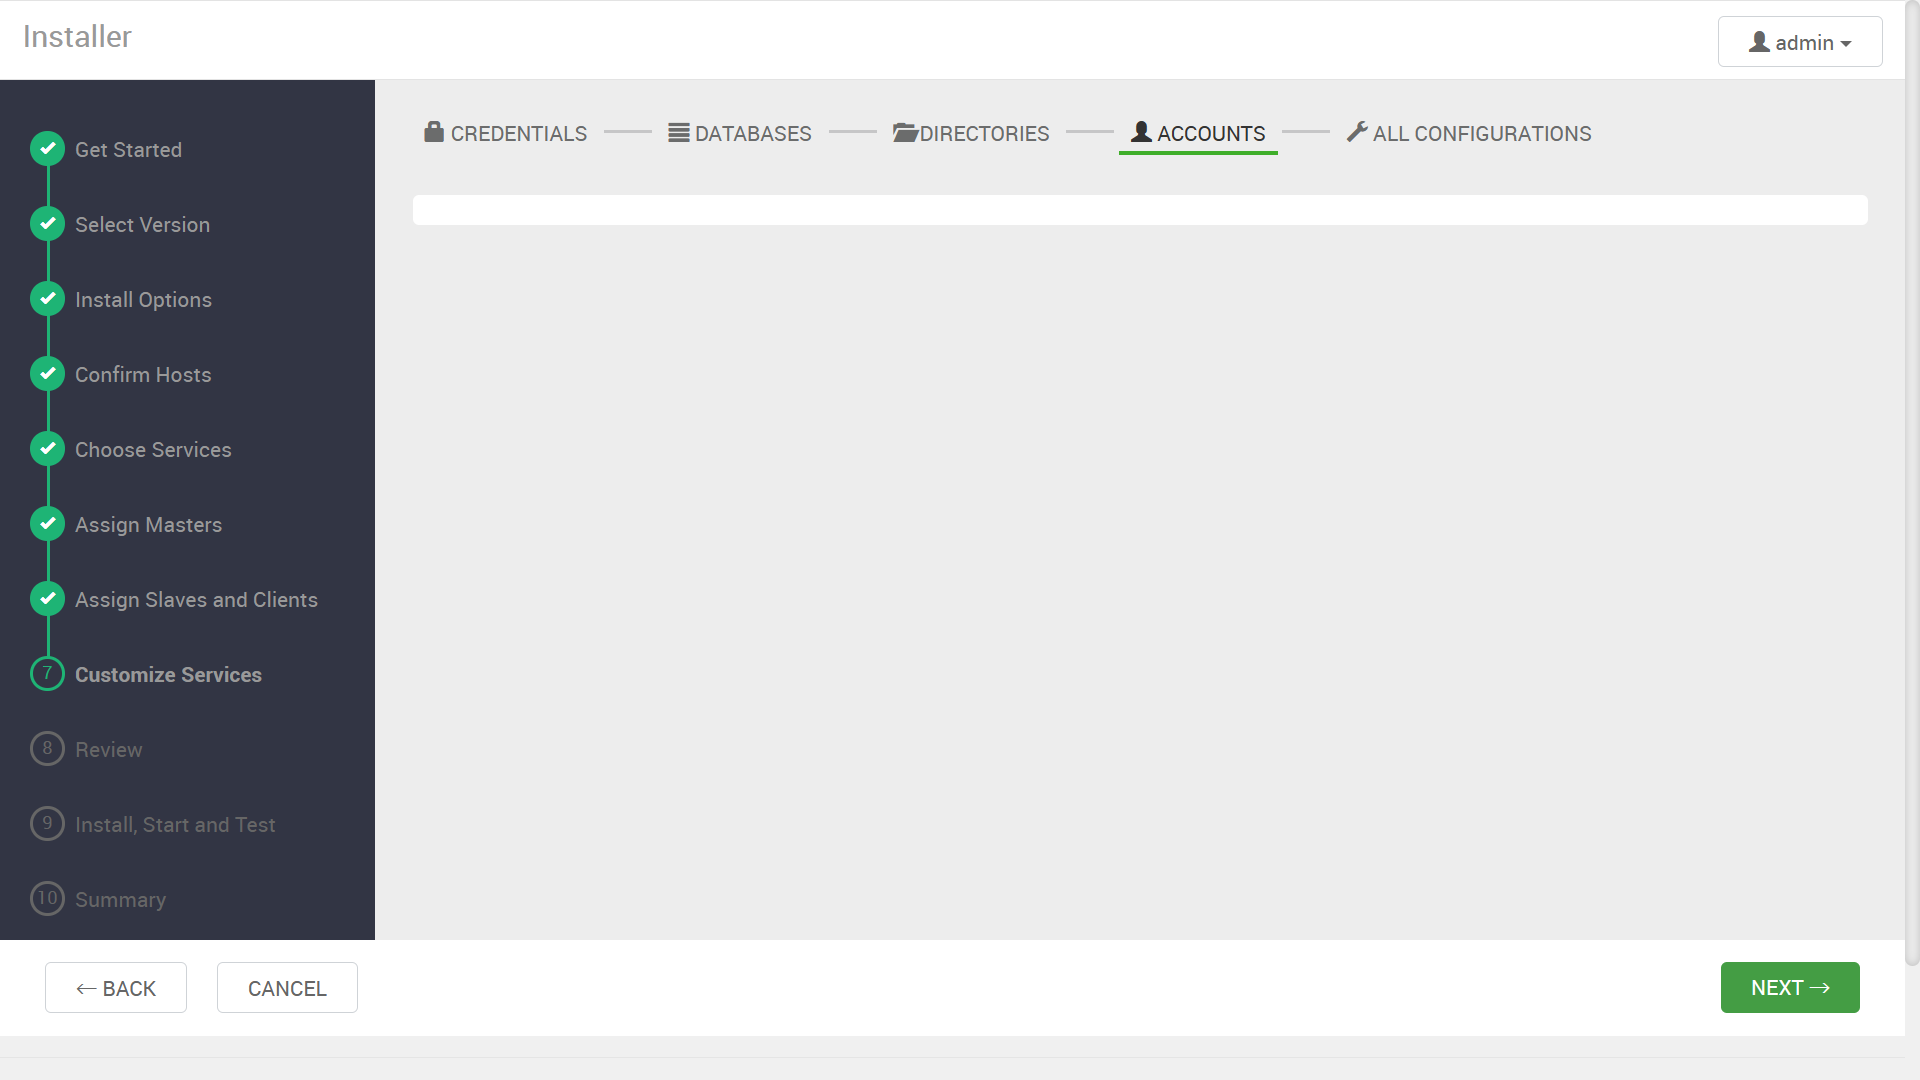 Installer
admin
Get Started
Select Version
Install Options
Confirm Hosts
Choose Services
Assign Masters
Assign Slaves and Clients
7 Customize Services
8 Review
9 Install, Start and Test
10 Summary
CREDENTIALS DATABASES DIRECTORIES ACCOUNTS ALL CONFIGURATIONS
← BACK CANCEL NEXT →